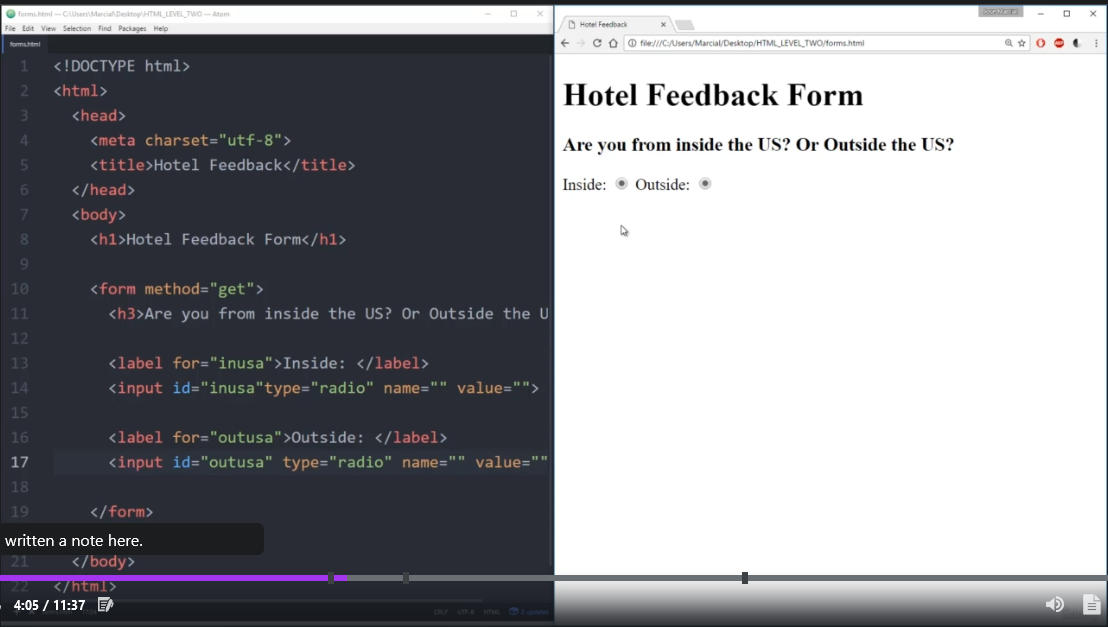 forms.html — C:\Users\Marcial\Desktop\HTML_LEVEL_TWO — Atom
File Edit View Selection Find Packages Help
forms.html
1 <!DOCTYPE html>
2 <html>
3 <head>
4 <meta charset="utf-8">
5 <title>Hotel Feedback</title>
6 </head>
7 <body>
8 <h1>Hotel Feedback Form</h1>
9
10 <form method="get">
11 <h3>Are you from inside the US? Or Outside the U
12
13 <label for="inusa">Inside: </label>
14 <input id="inusa"type="radio" name="" value="">
15
16 <label for="outusa">Outside: </label>
17 <input id="outusa" type="radio" name="" value=""
18
19 </form>
written a note here.
21 </body>
22 </html>
4:05 / 11:37
CRLF UTF-8 HTML 2 updates
Jose Marcial
Hotel Feedback
file:///C:/Users/Marcial/Desktop/HTML_LEVEL_TWO/forms.html
Hotel Feedback Form
Are you from inside the US? Or Outside the US?
Inside: Outside: